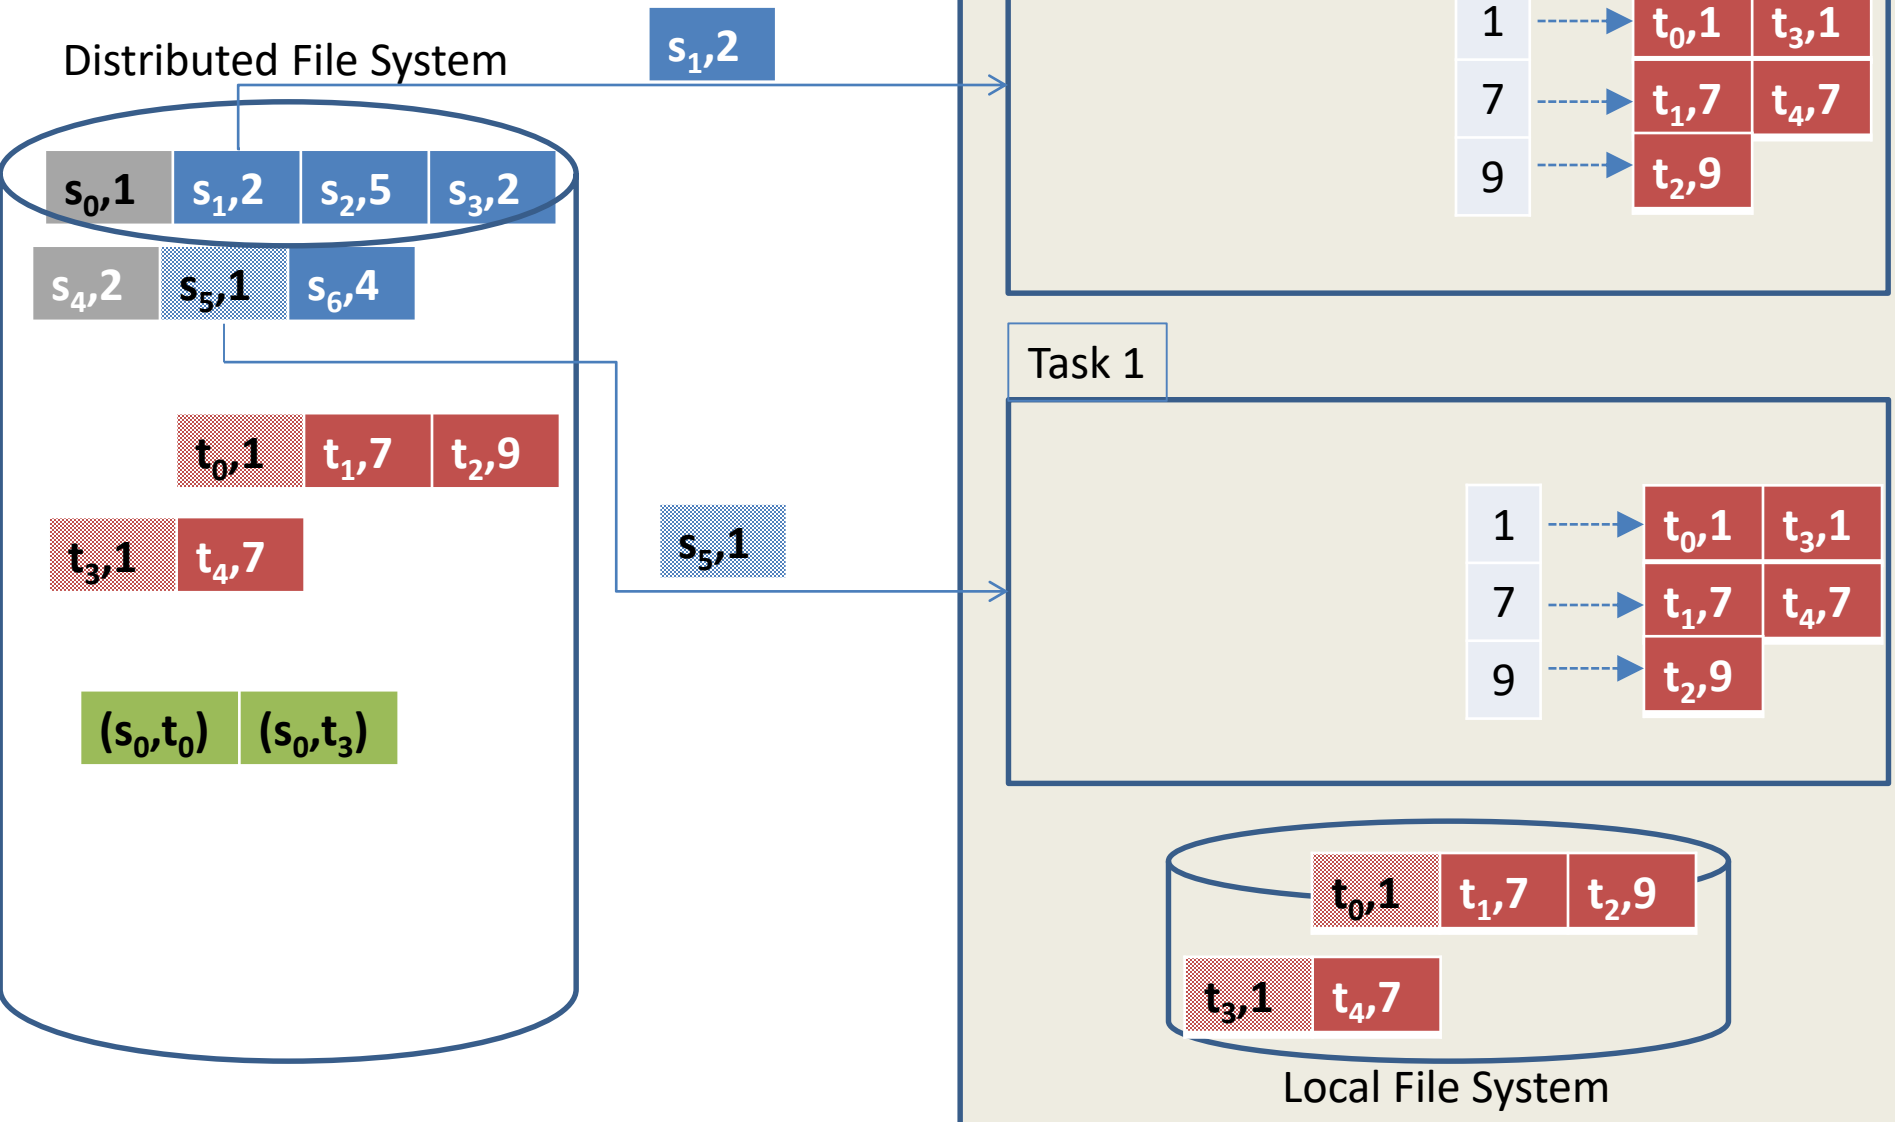 Distributed File System
s0,1 s1,2 s2,5 s3,2
s4,2 s5,1 s6,4
t0,1 t1,7 t2,9
t3,1 t4,7
(s0,t0) (s0,t3)
s1,2
s5,1
1 t0,1 t3,1
7 t1,7 t4,7
9 t2,9
Task 1
1 t0,1 t3,1
7 t1,7 t4,7
9 t2,9
t0,1 t1,7 t2,9
t3,1 t4,7
Local File System